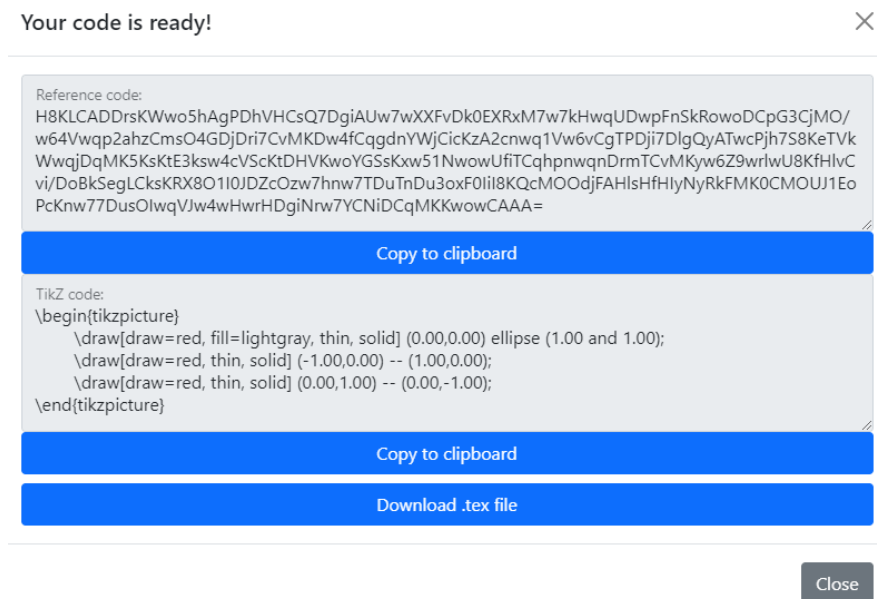 Your code is ready!
Reference code:
H8KLCADDrsKWwo5hAgPDhVHCsQ7DgiAUw7wXXFvDk0EXRxM7w7kHwqUDwpFnSkRowoDCpG3CjMO/
w64Vwqp2ahzCmsO4GDjDri7CvMKDw4fCqgdnYWjCicKzA2cnwq1Vw6vCgTPDji7DlgQyATwcPjh7S8KeTVk
WwqjDqMK5KsKtE3ksw4cVScKtDHVKwoYGSsKxw51NwowUfiTCqhpnwqnDrmTCvMKyw6Z9wrlwU8KfHlvC
vi/DoBkSegLCksKRX8O1I0JDZcOzw7hnw7TDuTnDu3oxF0IiI8KQcMOOdjFAHlsHfHIyNyRkFMK0CMOUJ1Eo
PcKnw77DusOIwqVJw4wHwrHDgiNrw7YCNiDCqMKKwowCAAA=
Copy to clipboard
TikZ code:
\begin{tikzpicture}
\draw[draw=red, fill=lightgray, thin, solid] (0.00,0.00) ellipse (1.00 and 1.00);
\draw[draw=red, thin, solid] (-1.00,0.00) -- (1.00,0.00);
\draw[draw=red, thin, solid] (0.00,1.00) -- (0.00,-1.00);
\end{tikzpicture}
Copy to clipboard
Download .tex file
Close